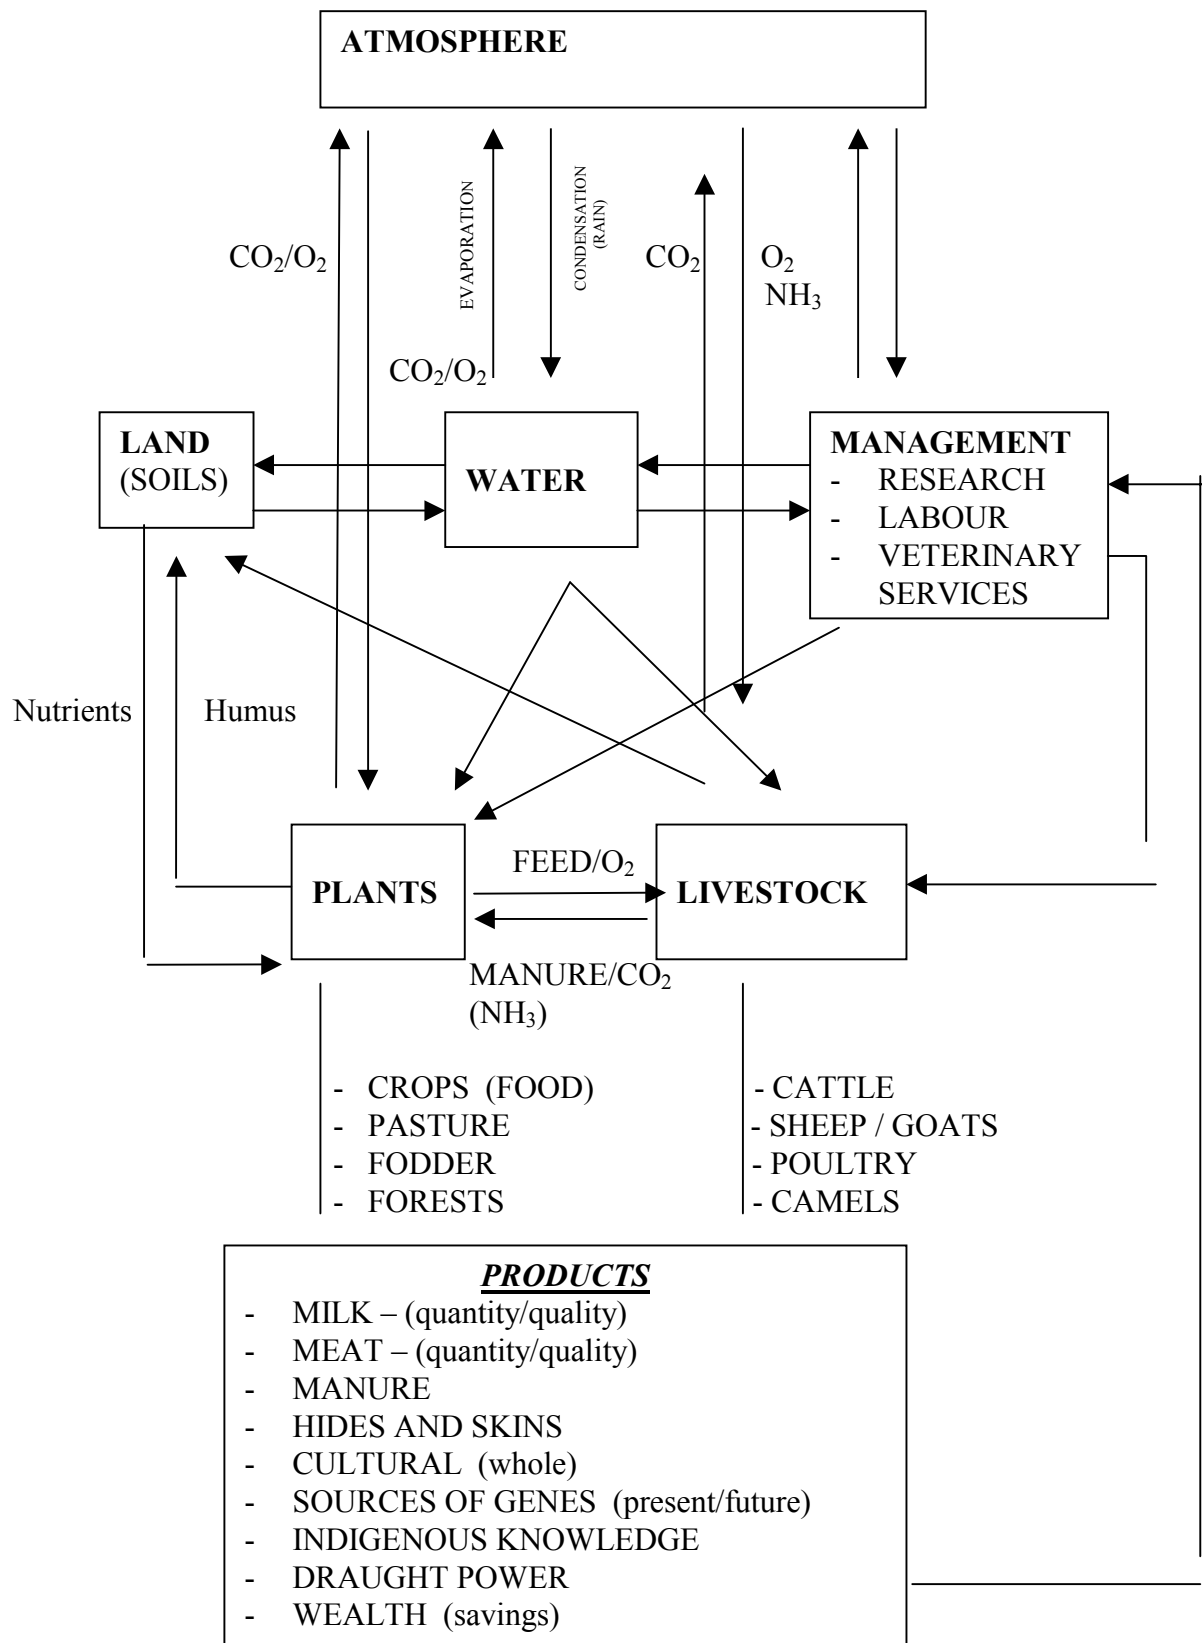 ATMOSPHERE
EVAPORATION
CONDENSATION
(RAIN)
CO₂/O₂
CO₂
O₂
NH₃
CO₂/O₂
LAND
(SOILS)
WATER
MANAGEMENT
- RESEARCH
- LABOUR
- VETERINARY
SERVICES
Nutrients
Humus
PLANTS
FEED/O₂
LIVESTOCK
MANURE/CO₂
(NH₃)
- CROPS (FOOD)
- PASTURE
- FODDER
- FORESTS
- CATTLE
- SHEEP / GOATS
- POULTRY
- CAMELS
PRODUCTS
- MILK – (quantity/quality)
- MEAT – (quantity/quality)
- MANURE
- HIDES AND SKINS
- CULTURAL (whole)
- SOURCES OF GENES (present/future)
- INDIGENOUS KNOWLEDGE
- DRAUGHT POWER
- WEALTH (savings)